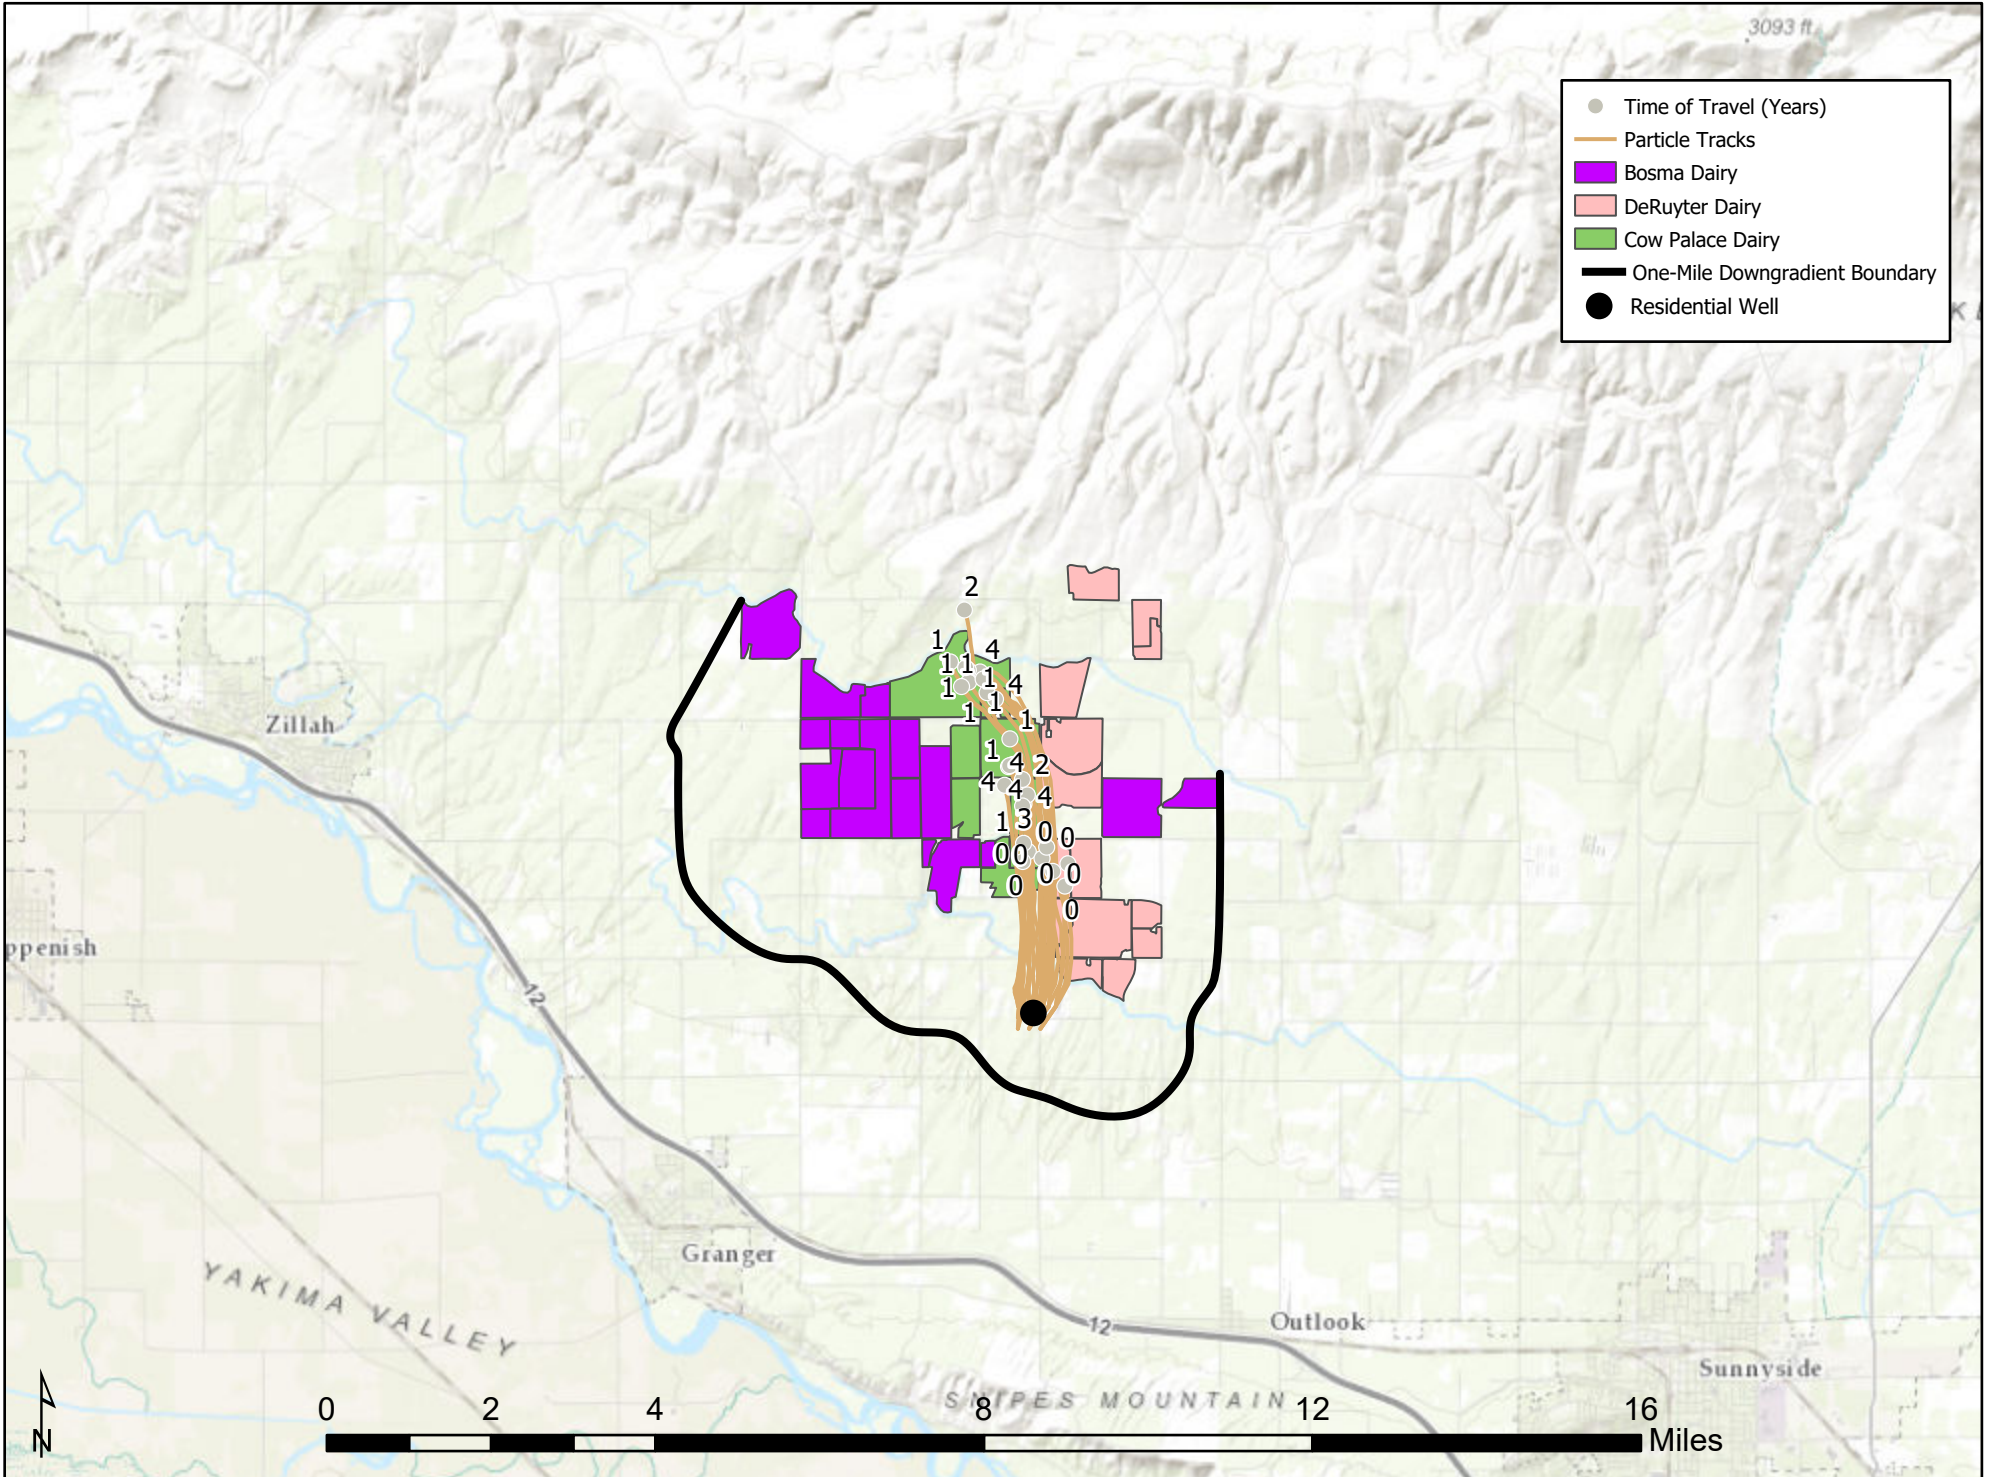 3093 ft
Time of Travel (Years)
Particle Tracks
Bosma Dairy
DeRuyter Dairy
Cow Palace Dairy
One-Mile Downgradient Boundary
Residential Well
2
1
4
1
1
1
1
4
1
1
1
1
4
2
4
4
4
1
3
0
0
0
0
0
0
0
0
Zillah
ppenish
12
Granger
YAKIMA VALLEY
12
Outlook
Sunnyside
SNIPES MOUNTAIN
0 2 4 8 12 16
Miles
N